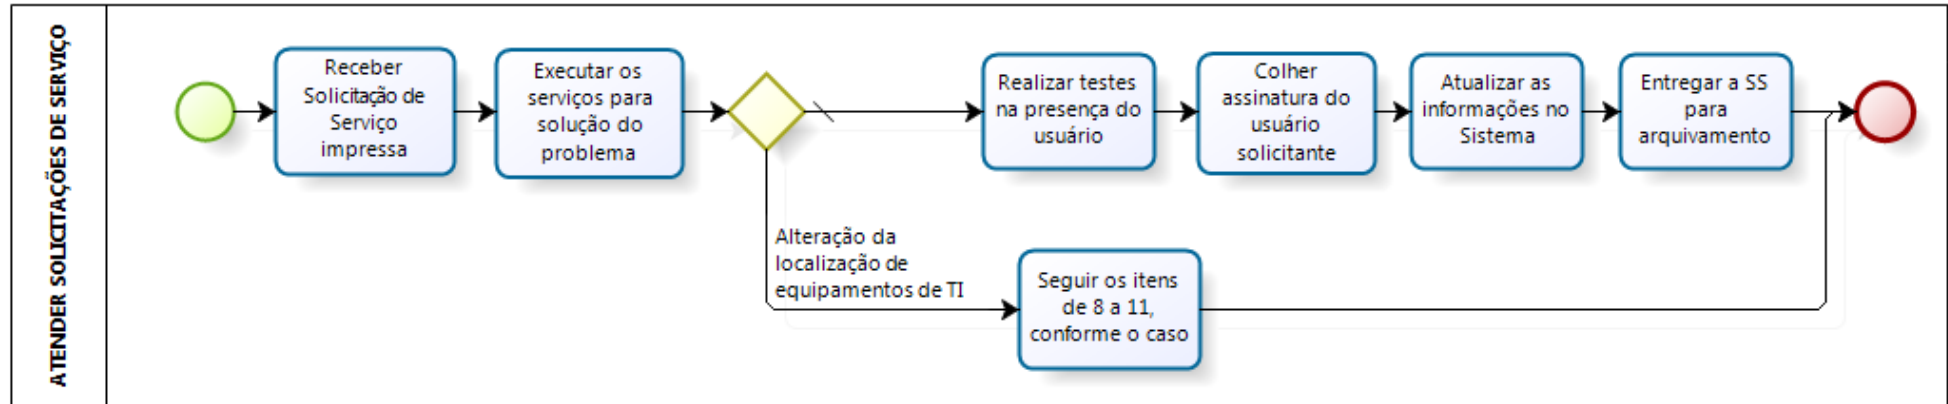 ATENDER SOLICITAÇÕES DE SERVIÇO
Receber
Solicitação de
Serviço
impressa
Executar os
serviços para
solução do
problema
Realizar testes
na presença do
usuário
Colher
assinatura do
usuário
solicitante
Atualizar as
informações no
Sistema
Entregar a SS
para
arquivamento
Alteração da
localização de
equipamentos de TI
Seguir os itens
de 8 a 11,
conforme o caso